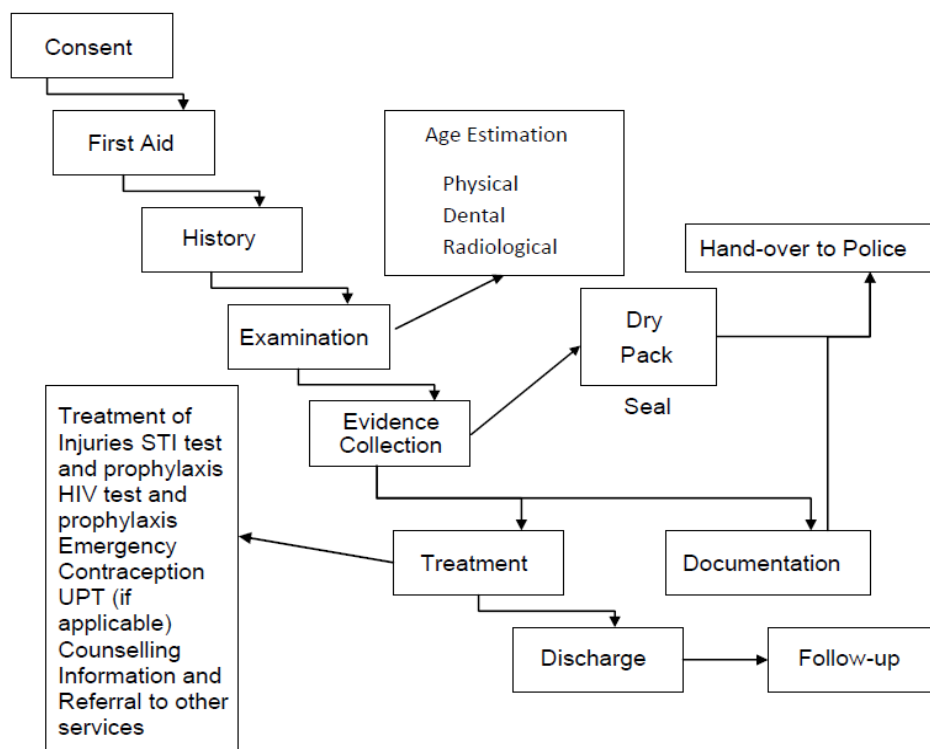 Consent
First Aid
Age Estimation
Physical
Dental
Radiological
History
Hand-over to Police
Examination
Dry
Pack
Seal
Evidence
Collection
Treatment of
Injuries STI test
and prophylaxis
HIV test and
prophylaxis
Emergency
Contraception
UPT (if
applicable)
Counselling
Information and
Referral to other
services
Treatment
Documentation
Discharge
Follow-up